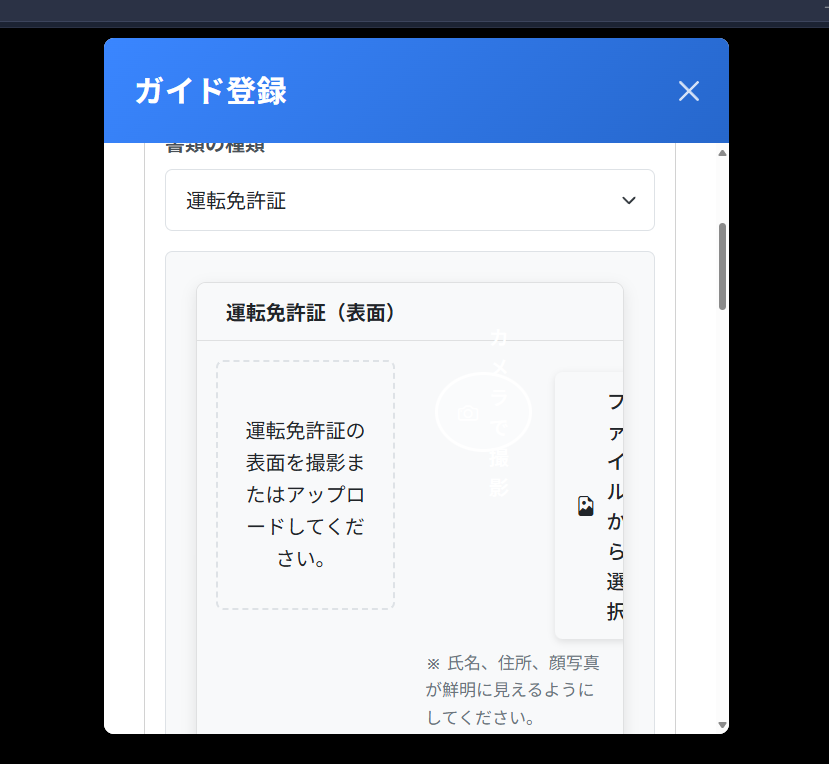 ガイド登録
書類の種類
運転免許証
運転免許証（表面）
運転免許証の
表面を撮影ま
たはアップロ
ードしてくだ
さい。
カ
メ
ラ
で
撮
影
フ
ァ
イ
ル
か
ら
選
択
※ 氏名、住所、顔写真
が鮮明に見えるように
してください。